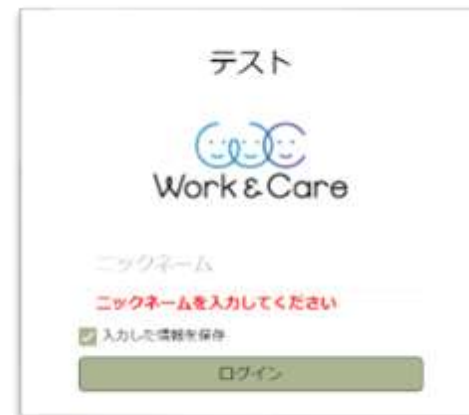 テスト
Work & Care
ニックネーム
ニックネームを入力してください
入力した情報を保存
ログイン